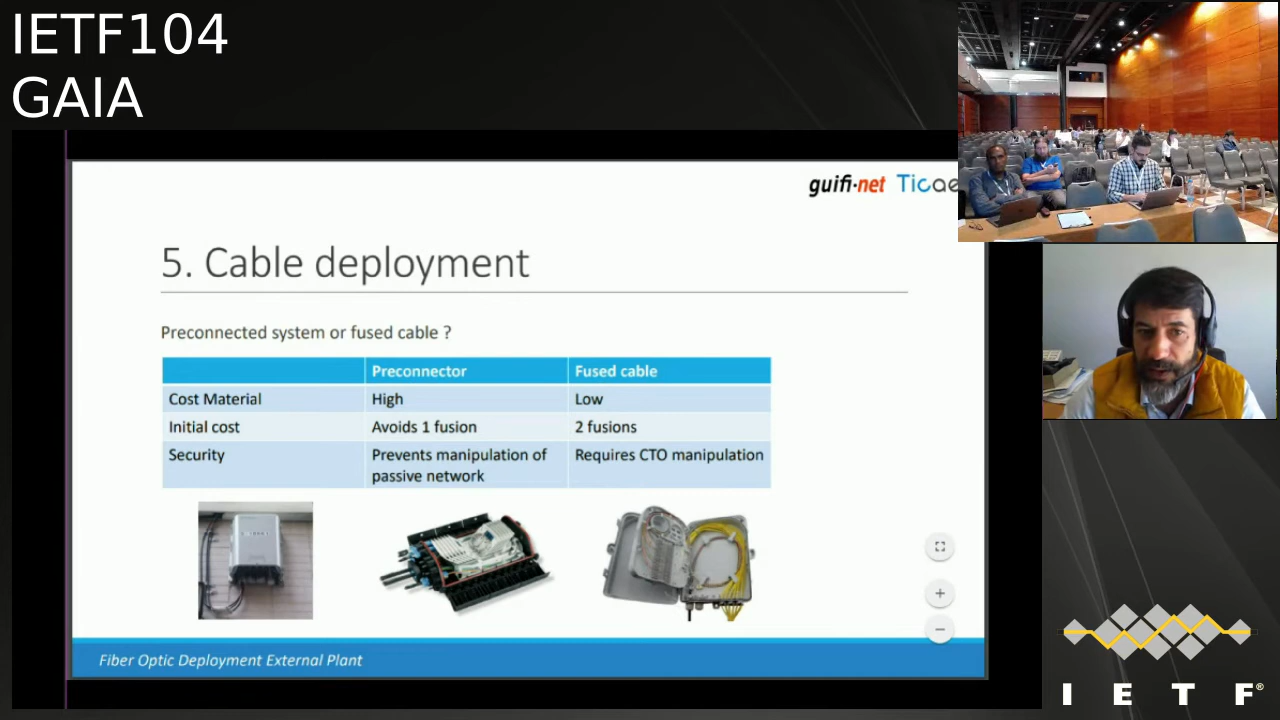 IETF104
GAIA
guifi·net Ticae
5. Cable deployment
Preconnected system or fused cable ?
Preconnector Fused cable
Cost Material High Low
Initial cost Avoids 1 fusion 2 fusions
Security Prevents manipulation of passive network Requires CTO manipulation
Fiber Optic Deployment External Plant
I E T F®